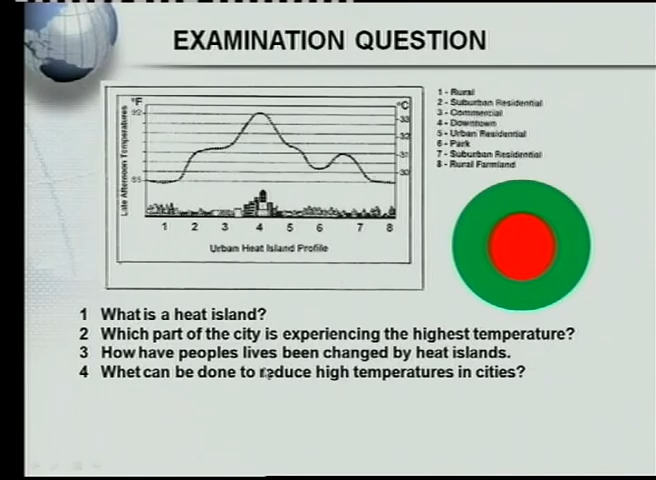 EXAMINATION QUESTION
°F
°C
92
33
32
31
30
85
Late Afternoon Temperatures
1 2 3 4 5 6 7 8
Urban Heat Island Profile
1 - Rural
2 - Suburban Residential
3 - Commercial
4 - Downtown
5 - Urban Residential
6 - Park
7 - Suburban Residential
8 - Rural Farmland
1 What is a heat island?
2 Which part of the city is experiencing the highest temperature?
3 How have peoples lives been changed by heat islands.
4 Whet can be done to reduce high temperatures in cities?